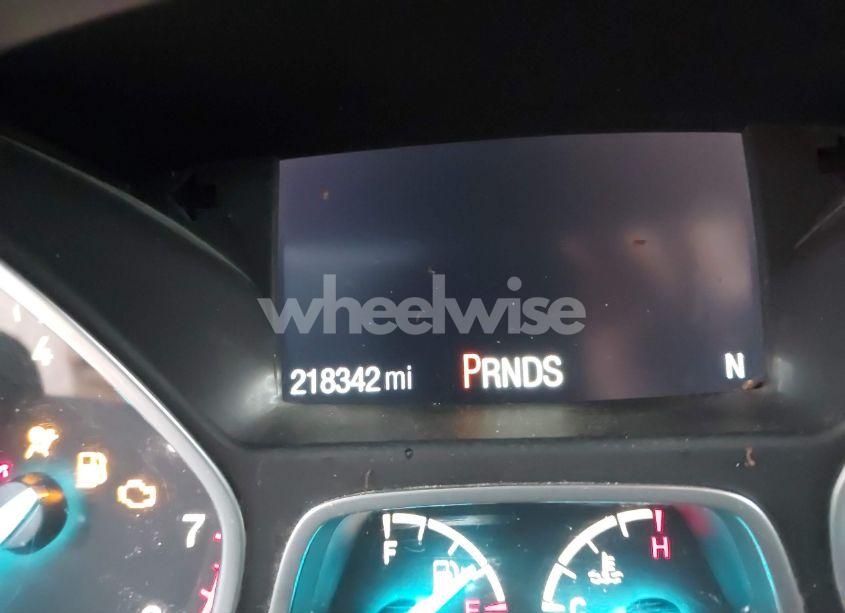 wheelwise
218342 mi PRNDS N
4
7
F H
E C